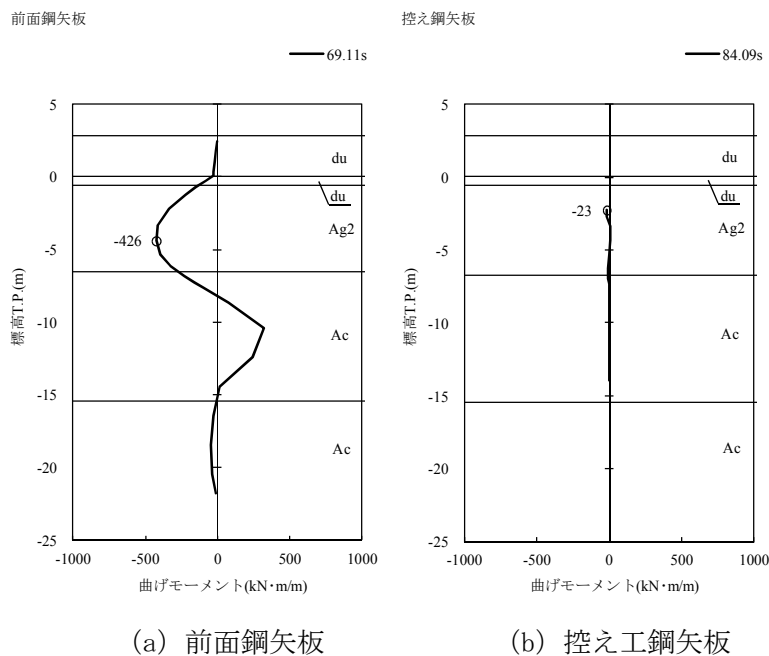 前面鋼矢板
69.11s
5
0
-5
-10
-15
-20
-25
標高T.P.(m)
du
du
Ag2
-426
Ac
Ac
-1000 -500 0 500 1000
曲げモーメント(kN・m/m)
(a) 前面鋼矢板
控え鋼矢板
84.09s
5
0
-5
-10
-15
-20
-25
標高T.P.(m)
du
du
-23
Ag2
Ac
Ac
-1000 -500 0 500 1000
曲げモーメント(kN・m/m)
(b) 控え工鋼矢板